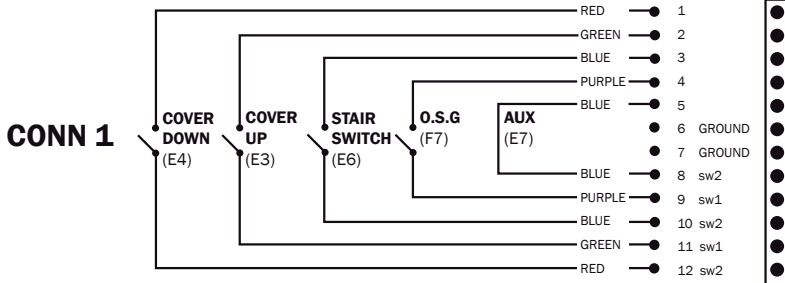 RED 1
GREEN 2
BLUE 3
PURPLE 4
BLUE 5
6 GROUND
7 GROUND
BLUE 8 sw2
PURPLE 9 sw1
BLUE 10 sw2
GREEN 11 sw1
RED 12 sw2
CONN 1
COVER
DOWN
(E4)
COVER
UP
(E3)
STAIR
SWITCH
(E6)
O.S.G
(F7)
AUX
(E7)